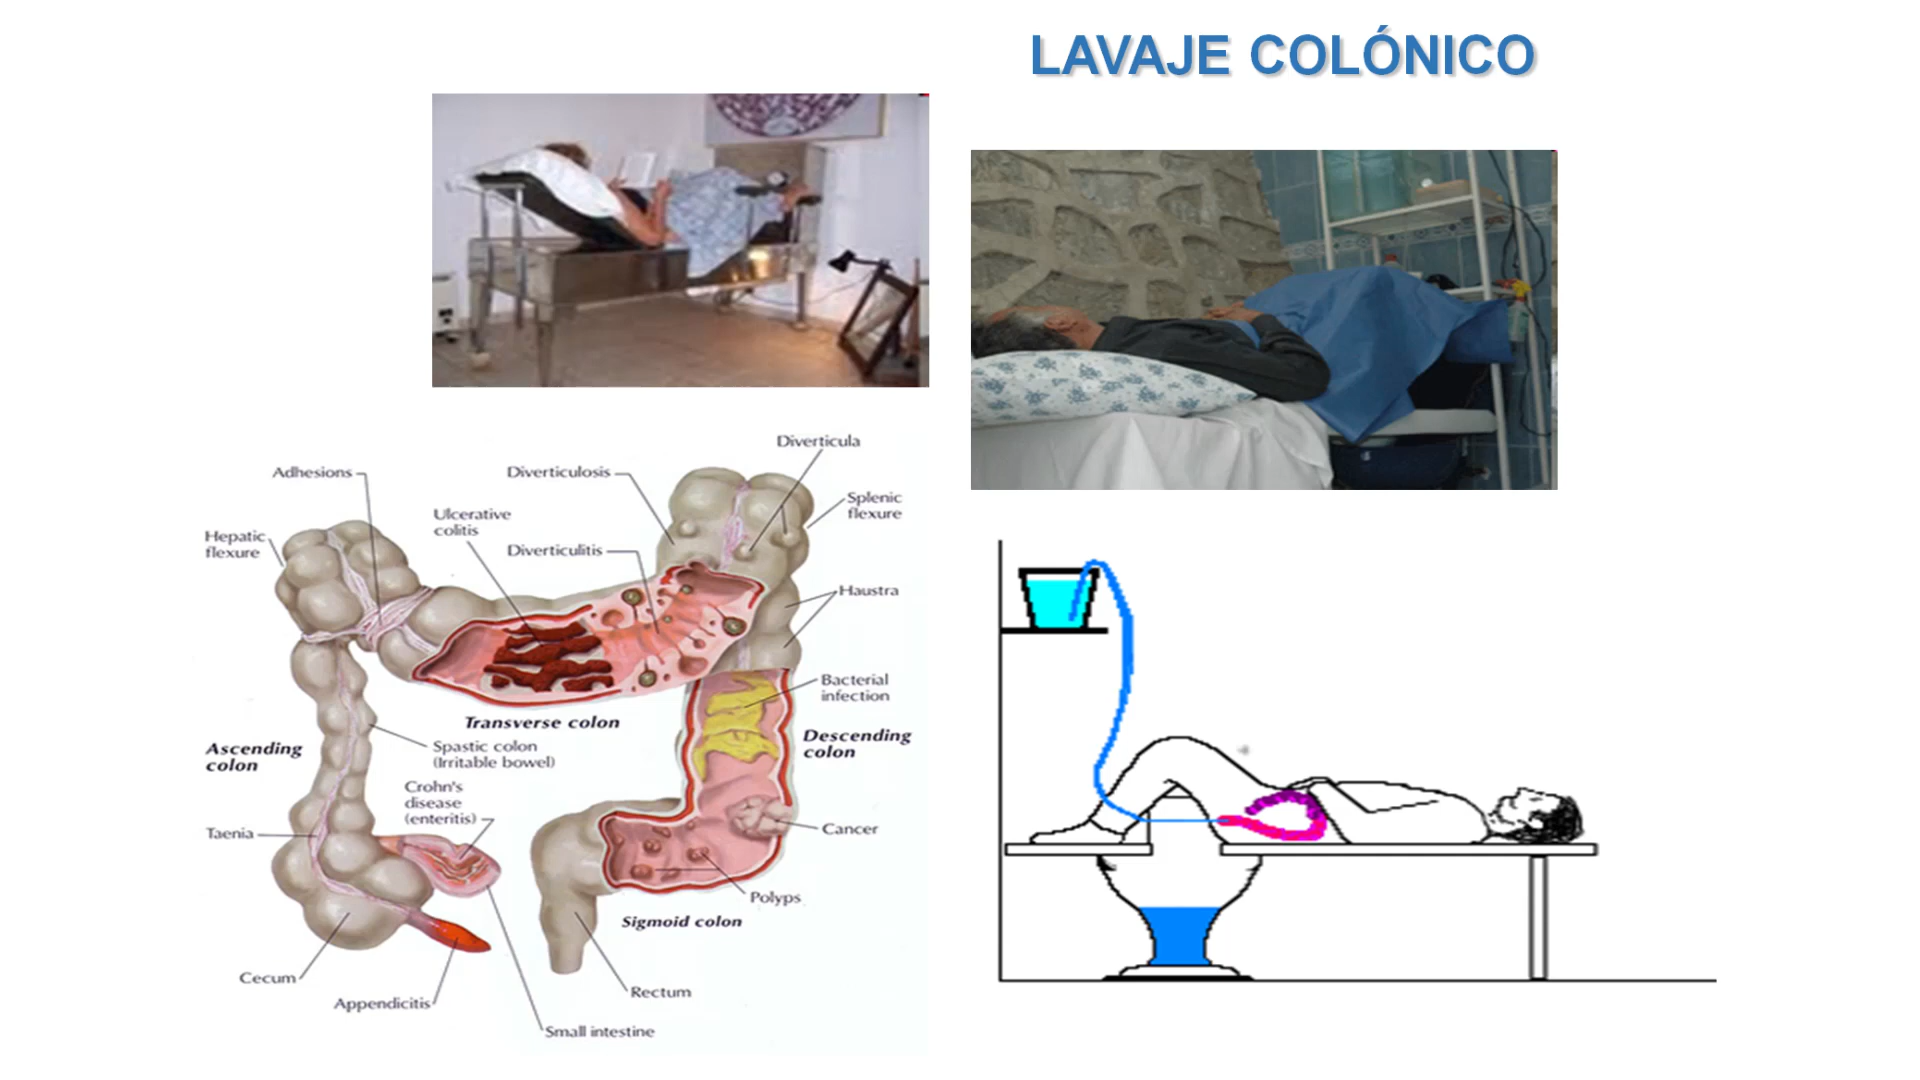 LAVAJE COLÓNICO
Diverticula
Adhesions
Diverticulosis
Splenic
flexure
Ulcerative
colitis
Hepatic
flexure
Diverticulitis
Haustra
Bacterial
infection
Transverse colon
Descending
colon
Ascending
colon
Spastic colon
(Irritable bowel)
Crohn's
disease
(enteritis)
Taenia
Cancer
Polyps
Sigmoid colon
Cecum
Rectum
Appendicitis
Small intestine